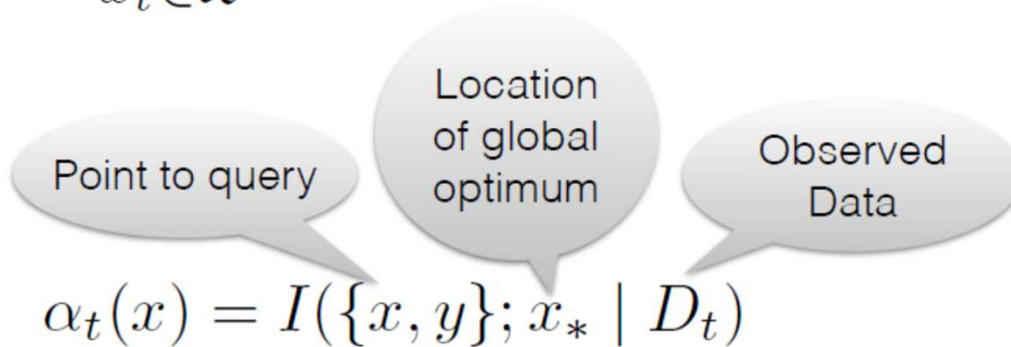 Location
of global
optimum
Point to query
Observed
Data
αₜ(x) = I({x, y}; x∗ | Dₜ)